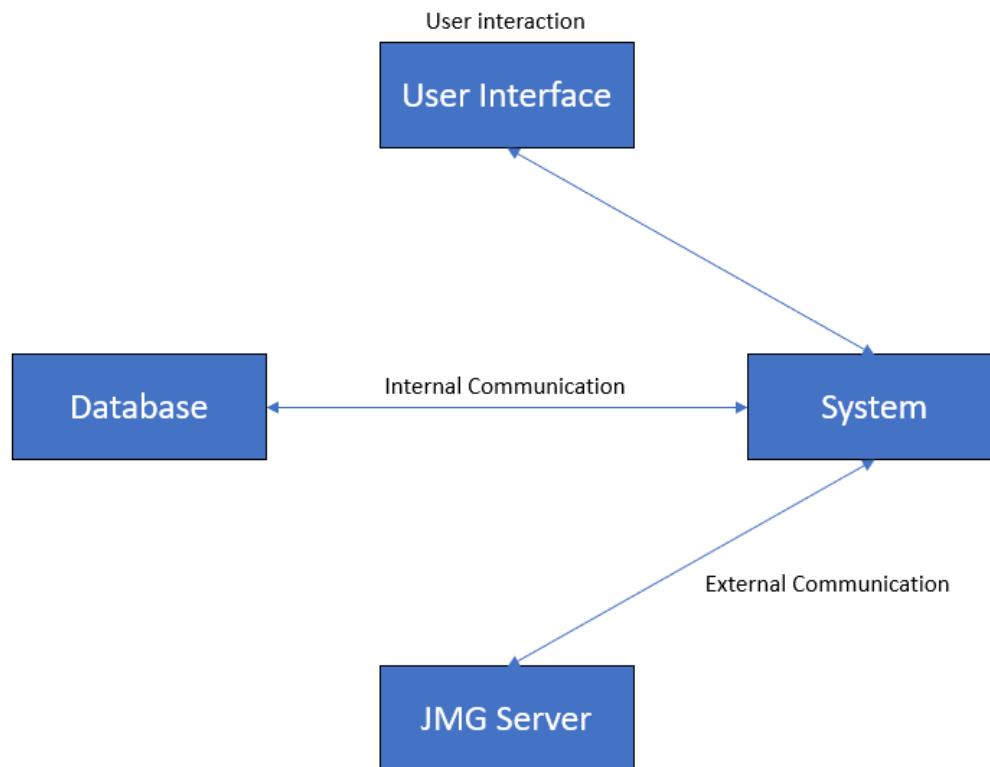 User interaction
User Interface
Internal Communication
Database
System
External Communication
JMG Server